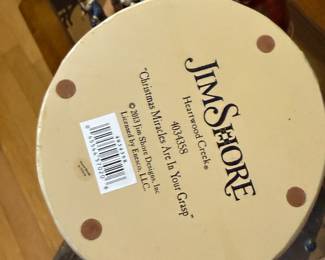 JIM SHORE
Heartwood Creek®
4034358
"Christmas Miracles Are In Your Grasp"
© 2013 Jim Shore Designs, Inc
Licensed by Enesco, LLC.
4034358